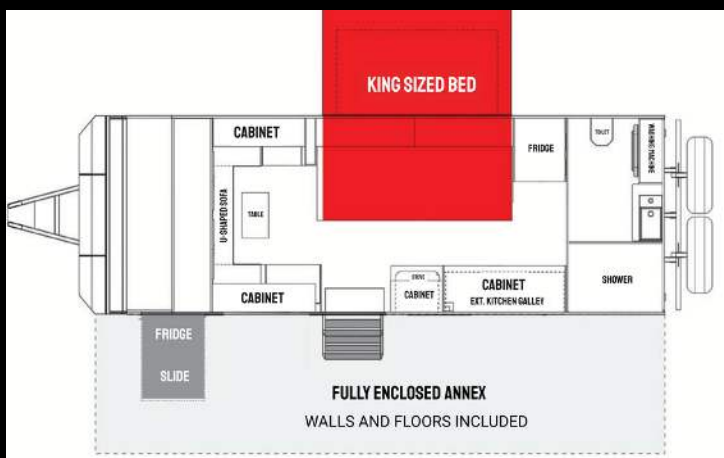 KING SIZED BED
CABINET
FRIDGE
TOILET
WASHING MACHINE
U-SHAPED SOFA
TABLE
SHOWER
CABINET
CABINET
CABINET
EXT. KITCHEN GALLEY
FRIDGE
SLIDE
FULLY ENCLOSED ANNEX
WALLS AND FLOORS INCLUDED